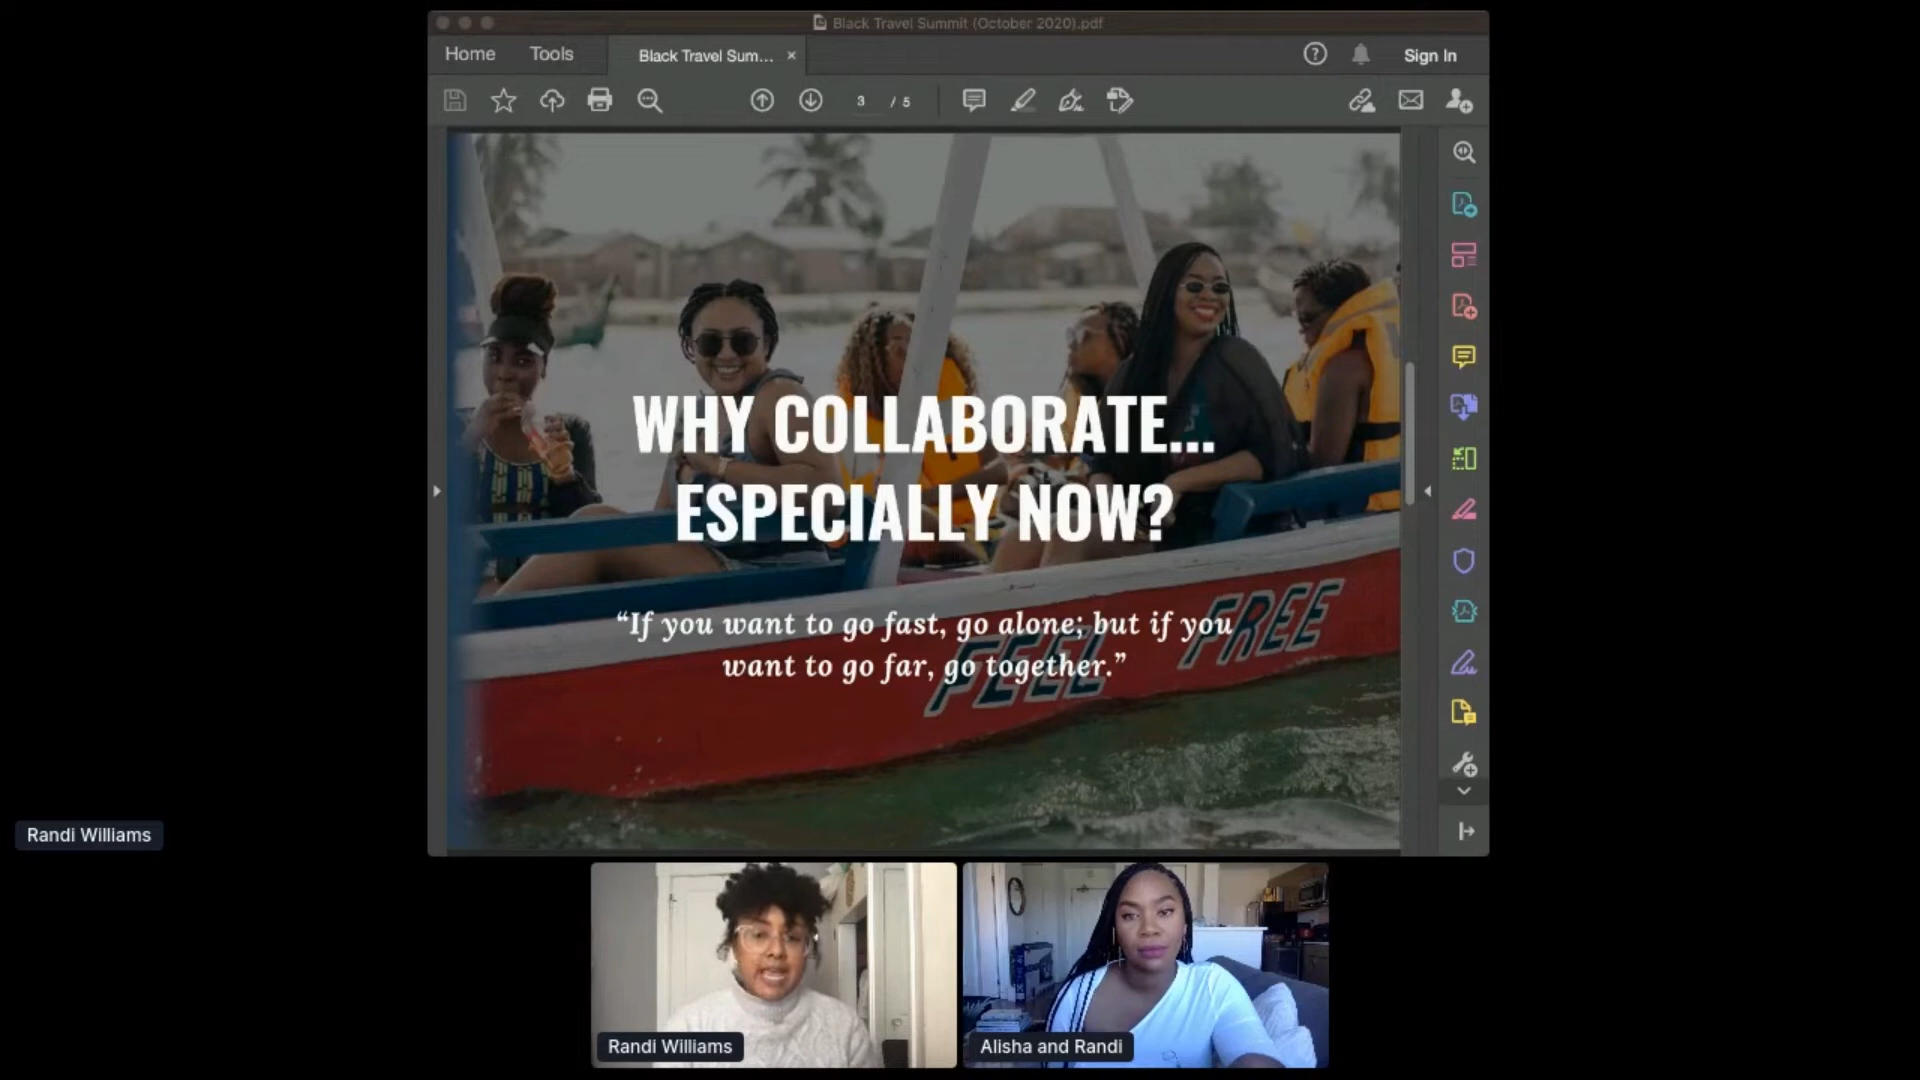 Black Travel Summit (October 2020).pdf
Home Tools Black Travel Sum... × ? Sign In
3 / 5
WHY COLLABORATE...
ESPECIALLY NOW?
“If you want to go fast, go alone; but if you
want to go far, go together.”
FEEL FREE
Randi Williams
Randi Williams
Alisha and Randi